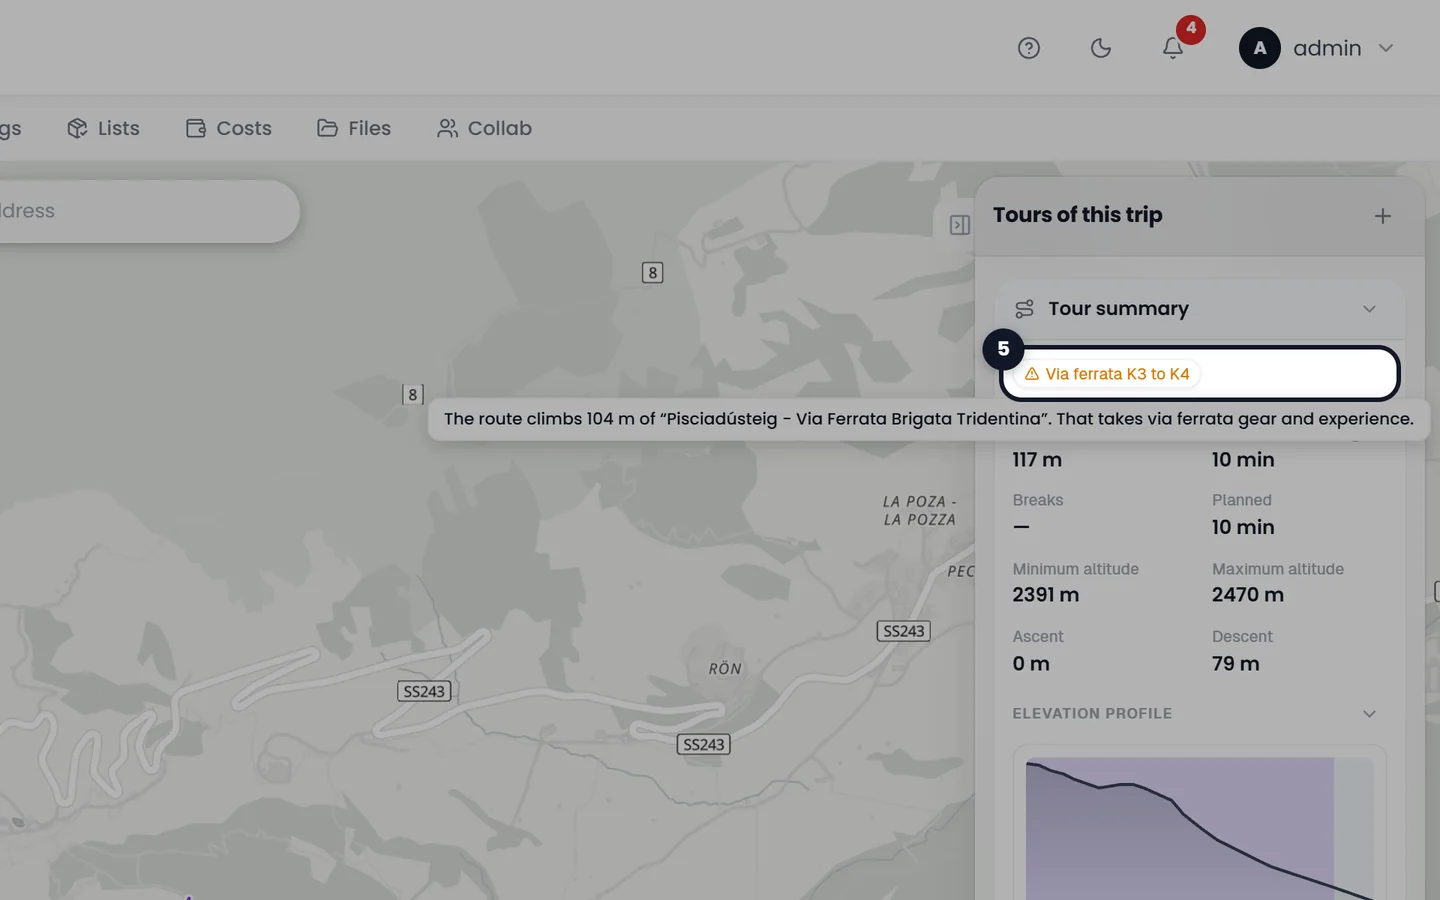 4
A
admin
gs
Lists
Costs
Files
Collab
ddress
Tours of this trip
8
Tour summary
5
Via ferrata K3 to K4
8
The route climbs 104 m of “Pisciadústeig - Via Ferrata Brigata Tridentina”. That takes via ferrata gear and experience.
117 m
10 min
LA POZA -
LA POZZA
Breaks
Planned
—
10 min
PEC
Minimum altitude
Maximum altitude
2391 m
2470 m
SS243
Ascent
Descent
0 m
79 m
RÖN
SS243
ELEVATION PROFILE
SS243